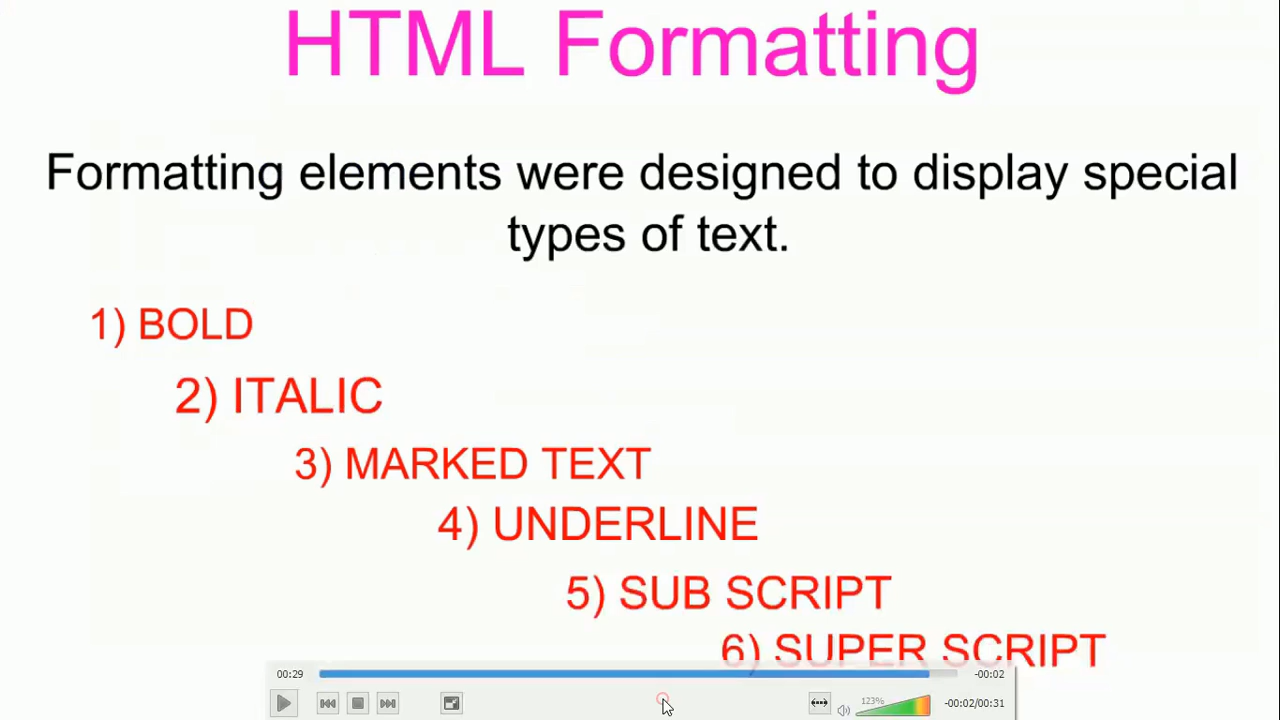 HTML Formatting
Formatting elements were designed to display special
types of text.
1) BOLD
2) ITALIC
3) MARKED TEXT
4) UNDERLINE
5) SUB SCRIPT
6) SUPER SCRIPT
00:29
-00:02
123%
-00:02/00:31